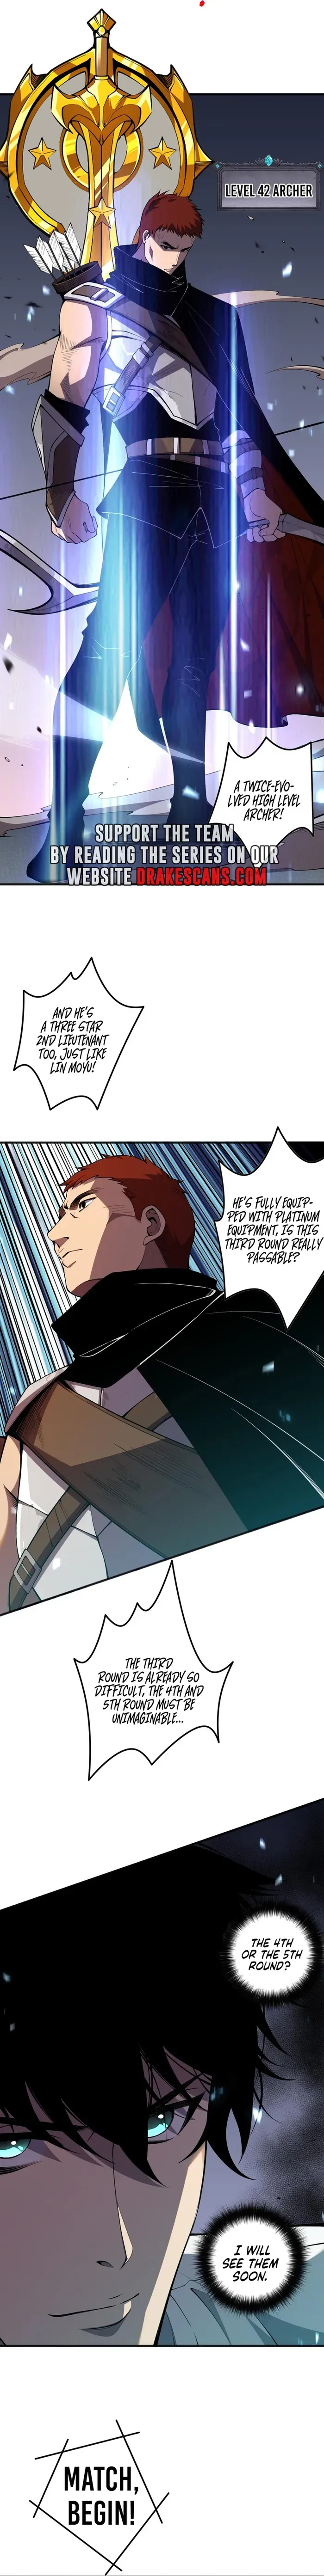 LEVEL 42 ARCHER
A TWICE-EVO-
LVED HIGH LEVEL
ARCHER!
SUPPORT THE TEAM
BY READING THE SERIES ON OUR
WEBSITE DRAKESCANS.COM
AND HE'S
A THREE STAR
2ND LIEUTENANT
TOO, JUST LIKE
LIN MOYU!
HE'S FULLY EQUIP-
PED WITH PLATINUM
EQUIPMENT, IS THIS
THIRD ROUND REALLY
PASSABLE?
THE THIRD
ROUND IS ALREADY SO
DIFFICULT, THE 4TH AND
5TH ROUND MUST BE
UNIMAGINABLE...
THE 4TH
OR THE 5TH
ROUND?
I WILL
SEE THEM
SOON.
MATCH,
BEGIN!